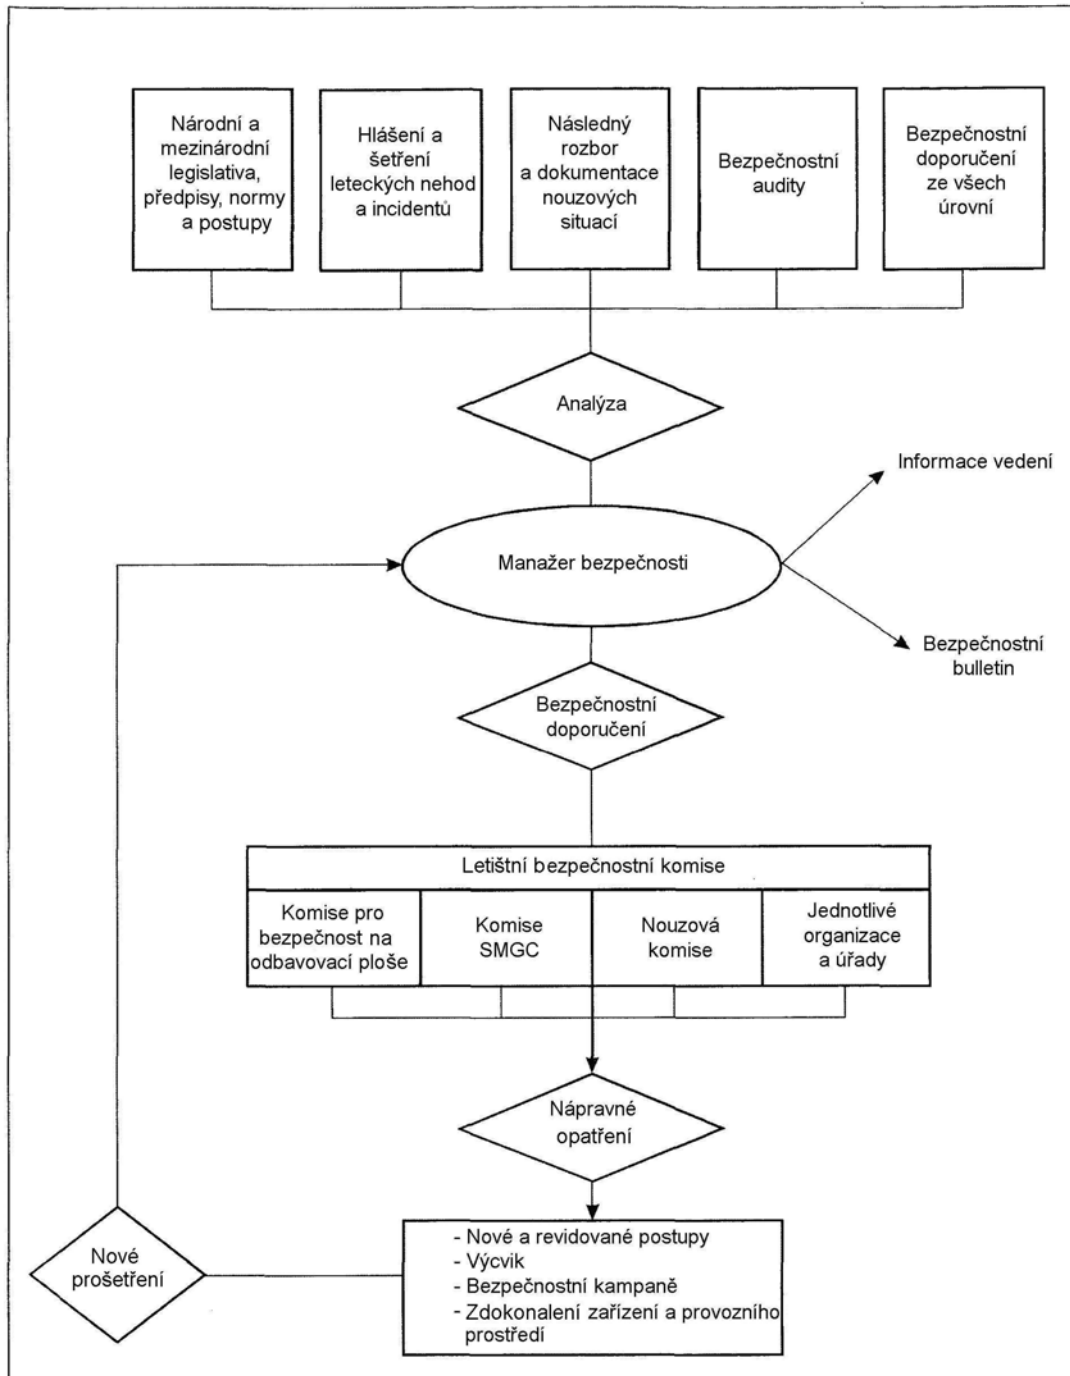 Národní a
mezinárodní
legislativa,
předpisy, normy
a postupy
Hlášení a
šetření
leteckých nehod
a incidentů
Následný
rozbor
a dokumentace
nouzových
situací
Bezpečnostní
audity
Bezpečnostní
doporučení
ze všech
úrovní
Analýza
Informace vedení
Manažer bezpečnosti
Bezpečnostní
bulletin
Bezpečnostní
doporučení
Letištní bezpečnostní komise
Komise pro
bezpečnost na
odbavovací ploše
Komise
SMGC
Nouzová
komise
Jednotlivé
organizace
a úřady
Nápravné
opatření
Nové
prošetření
- Nové a revidované postupy
- Výcvik
- Bezpečnostní kampaně
- Zdokonalení zařízení a provozního
prostředí